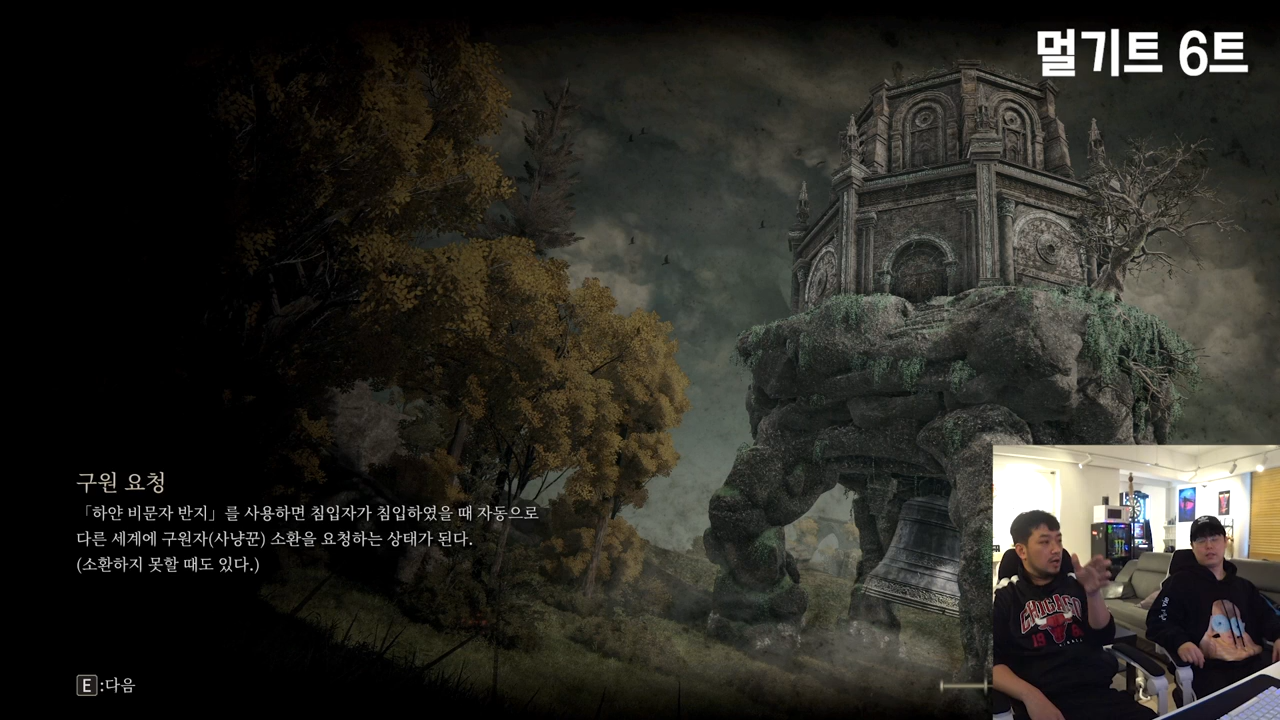 멀기트 6트
구원 요청
「하얀 비문자 반지」를 사용하면 침입자가 침입하였을 때 자동으로
다른 세계에 구원자(사냥꾼) 소환을 요청하는 상태가 된다.
(소환하지 못할 때도 있다.)
E:다음
CHICAGO